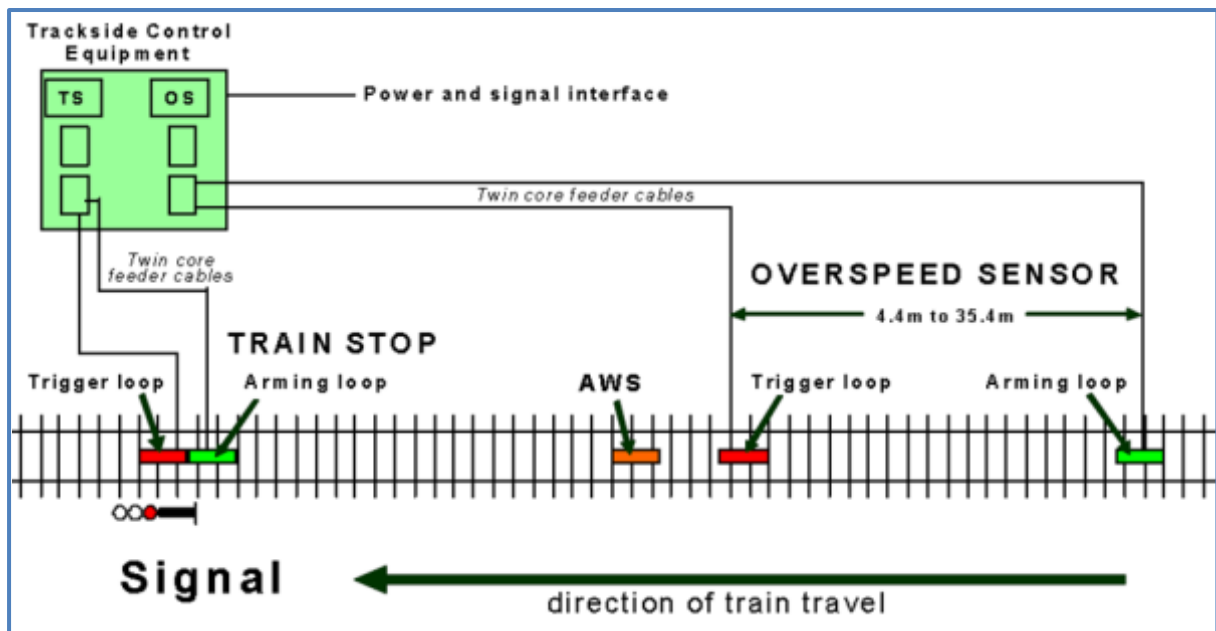 Trackside Control
Equipment
TS
OS
Power and signal interface
Twin core feeder cables
Twin core
feeder cables
OVERSPEED SENSOR
4.4m to 35.4m
TRAIN STOP
Trigger loop
Arming loop
AWS
Trigger loop
Arming loop
Signal
direction of train travel